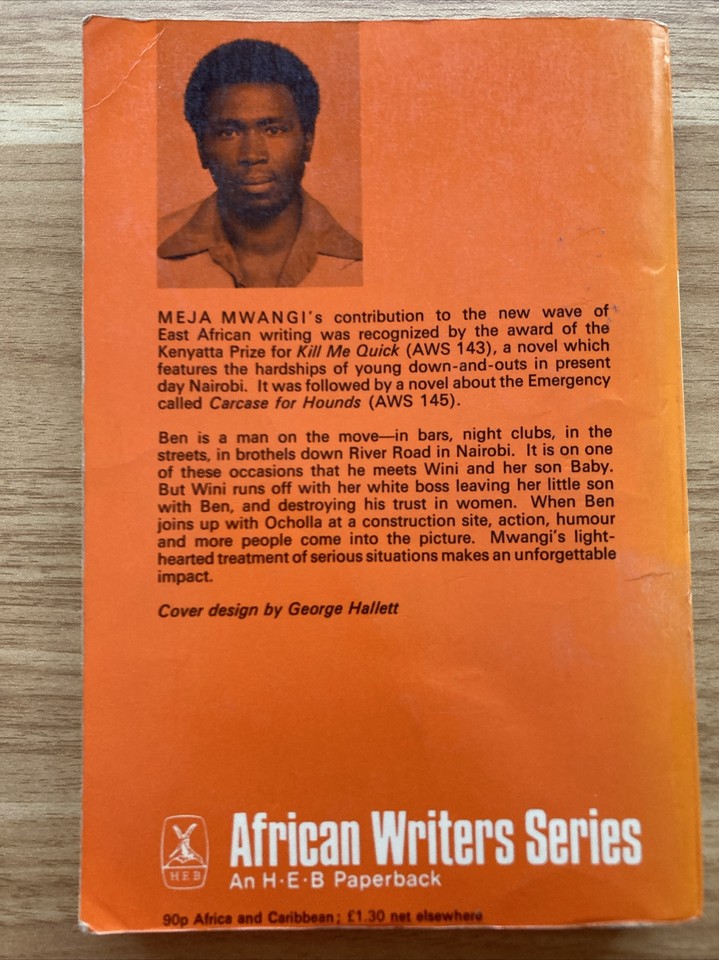 MEJA MWANGI's contribution to the new wave of
East African writing was recognized by the award of the
Kenyatta Prize for Kill Me Quick (AWS 143), a novel which
features the hardships of young down-and-outs in present
day Nairobi. It was followed by a novel about the Emergency
called Carcase for Hounds (AWS 145).
Ben is a man on the move—in bars, night clubs, in the
streets, in brothels down River Road in Nairobi. It is on one
of these occasions that he meets Wini and her son Baby.
But Wini runs off with her white boss leaving her little son
with Ben, and destroying his trust in women. When Ben
joins up with Ocholla at a construction site, action, humour
and more people come into the picture. Mwangi's light-
hearted treatment of serious situations makes an unforgettable
impact.
Cover design by George Hallett
HEB
African Writers Series
An H·E·B Paperback
90p Africa and Caribbean; £1.30 net elsewhere